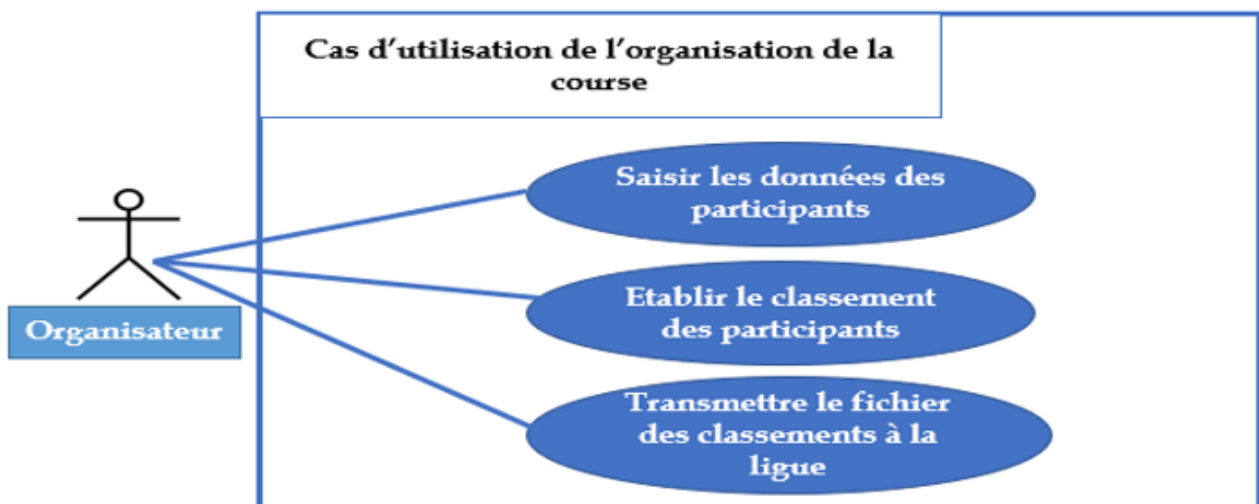 Cas d'utilisation de l'organisation de la
course
Saisir les données des
participants
Etablir le classement
des participants
Organisateur
Transmettre le fichier
des classements à la
ligue